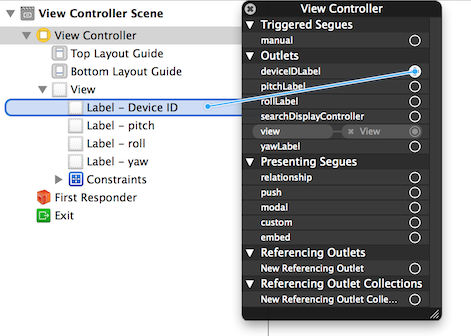 View Controller Scene
View Controller
Top Layout Guide
Bottom Layout Guide
View
Label – Device ID
Label – pitch
Label – roll
Label – yaw
Constraints
First Responder
Exit
View Controller
Triggered Segues
manual
Outlets
deviceIDLabel
pitchLabel
rollLabel
searchDisplayController
view View
yawLabel
Presenting Segues
relationship
push
modal
custom
embed
Referencing Outlets
New Referencing Outlet
Referencing Outlet Collections
New Referencing Outlet Colle...